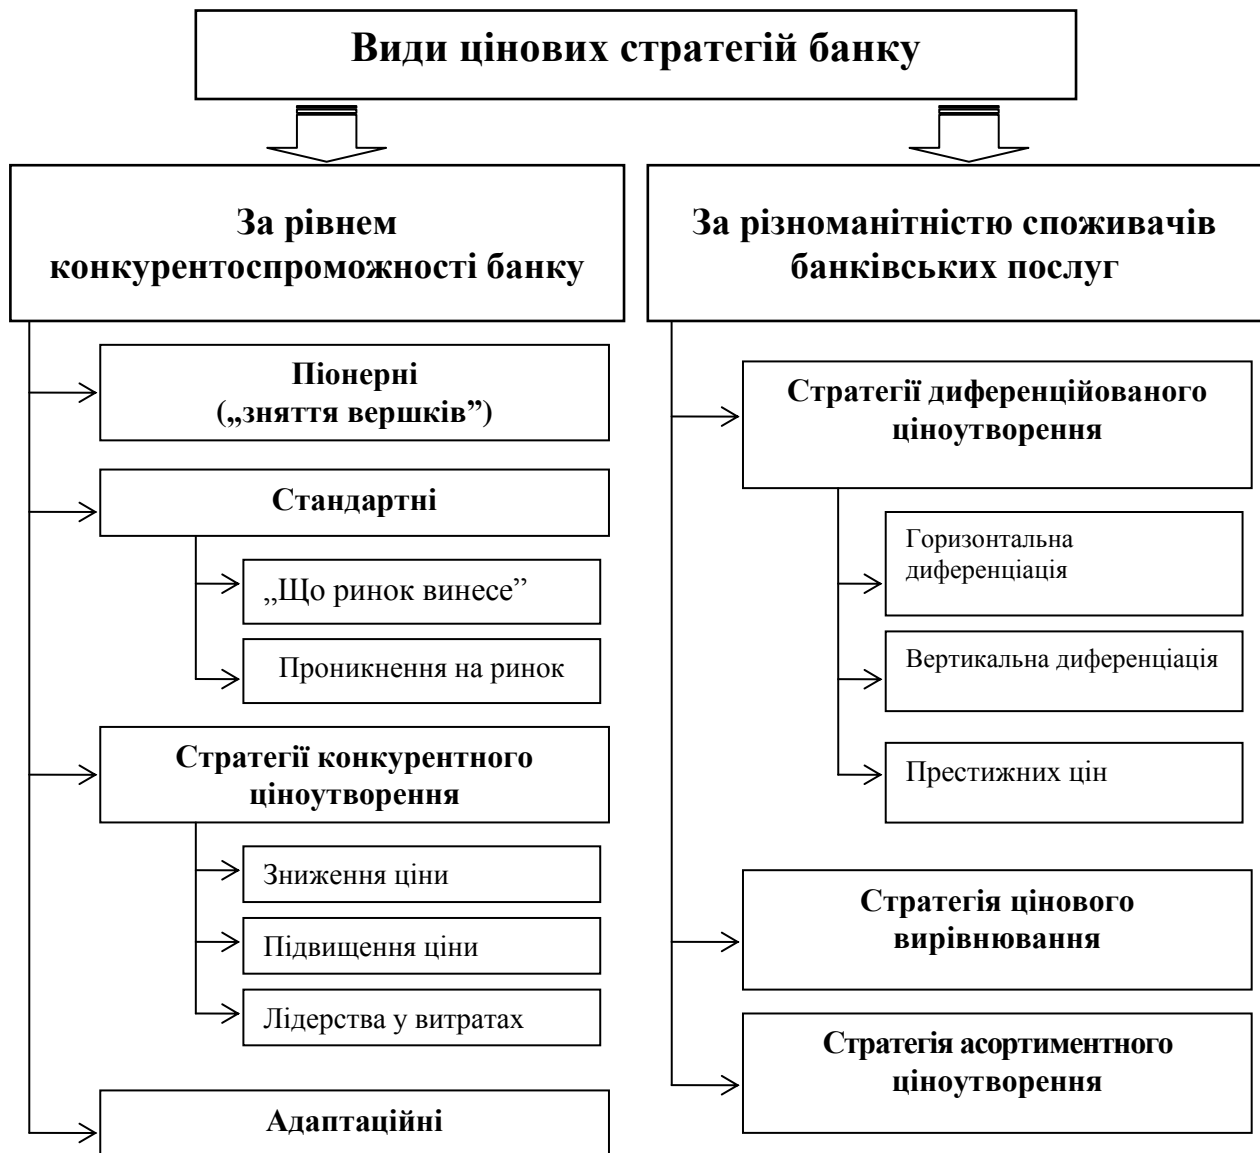 Види цінових стратегій банку
За рівнем
конкурентоспроможності банку
Піонерні
(„зняття вершків”)
Стандартні
„Що ринок винесе”
Проникнення на ринок
Стратегії конкурентного
ціноутворення
Зниження ціни
Підвищення ціни
Лідерства у витратах
Адаптаційні
За різноманітністю споживачів
банківських послуг
Стратегії диференційованого
ціноутворення
Горизонтальна
диференціація
Вертикальна диференціація
Престижних цін
Стратегія цінового
вирівнювання
Стратегія асортиментного
ціноутворення